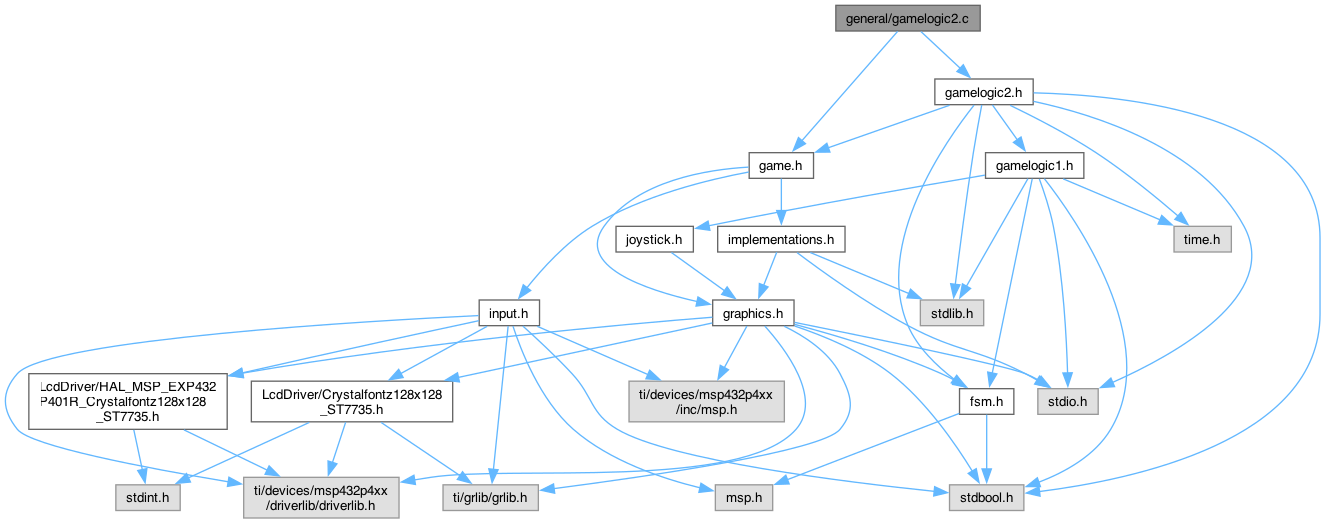 general/gamelogic2.c
gamelogic2.h
game.h
gamelogic1.h
joystick.h
implementations.h
time.h
input.h
graphics.h
stdlib.h
LcdDriver/HAL_MSP_EXP432
P401R_Crystalfontz128x128
_ST7735.h
LcdDriver/Crystalfontz128x128
_ST7735.h
ti/devices/msp432p4xx
/inc/msp.h
fsm.h
stdio.h
stdint.h
ti/devices/msp432p4xx
/driverlib/driverlib.h
ti/grlib/grlib.h
msp.h
stdbool.h